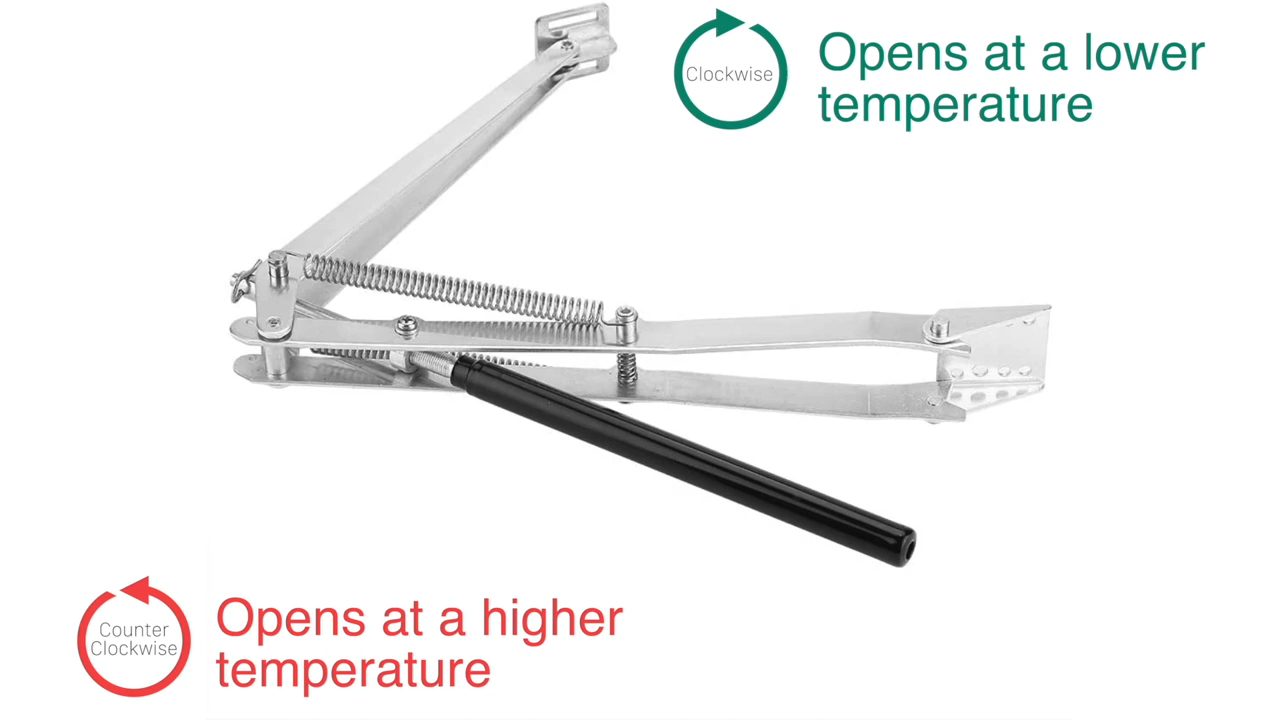 Clockwise
Opens at a lower
temperature
Counter
Clockwise
Opens at a higher
temperature